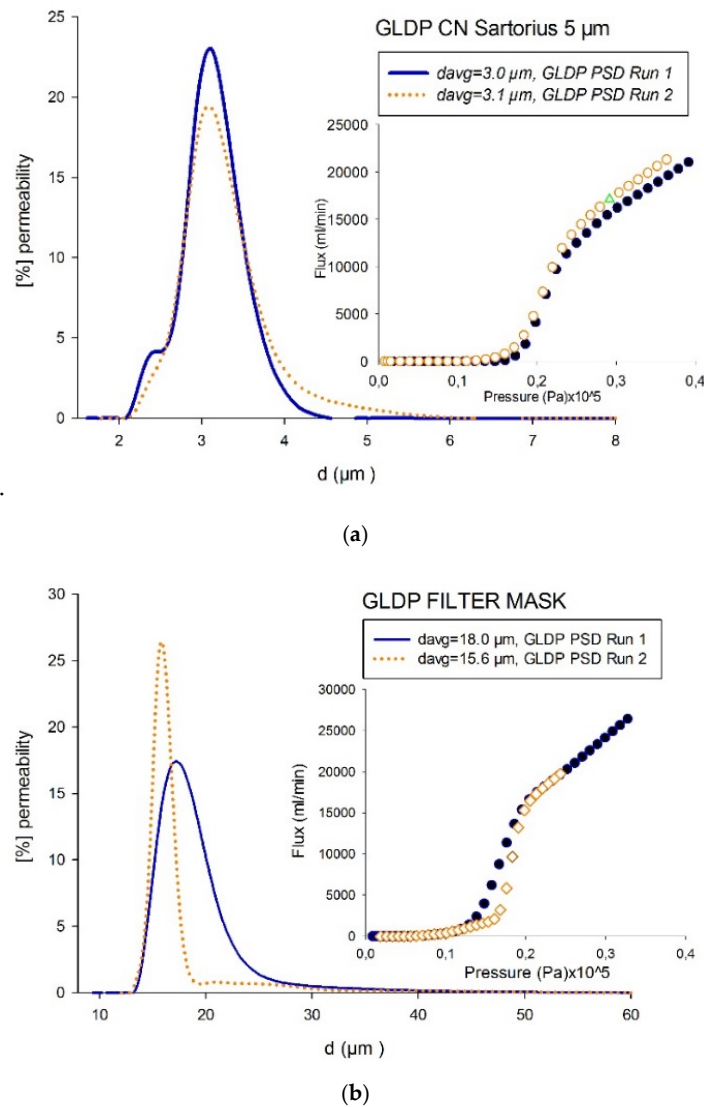 GLDP CN Sartorius 5 µm
davg=3.0 µm, GLDP PSD Run 1
davg=3.1 µm, GLDP PSD Run 2
[%] permeability
25
20
15
10
5
0
2 3 4 5 6 7 8
d (µm )
Flux (ml/min)
25000
20000
15000
10000
5000
0
0,0 0,1 0,2 0,3 0,4
Pressure (Pa)x10^5
.
(a)
GLDP FILTER MASK
davg=18.0 µm, GLDP PSD Run 1
davg=15.6 µm, GLDP PSD Run 2
[%] permeability
30
25
20
15
10
5
0
10 20 30 40 50 60
d (µm )
Flux (ml/min)
30000
25000
20000
15000
10000
5000
0
0,0 0,1 0,2 0,3 0,4
Pressure (Pa)x10^5
(b)